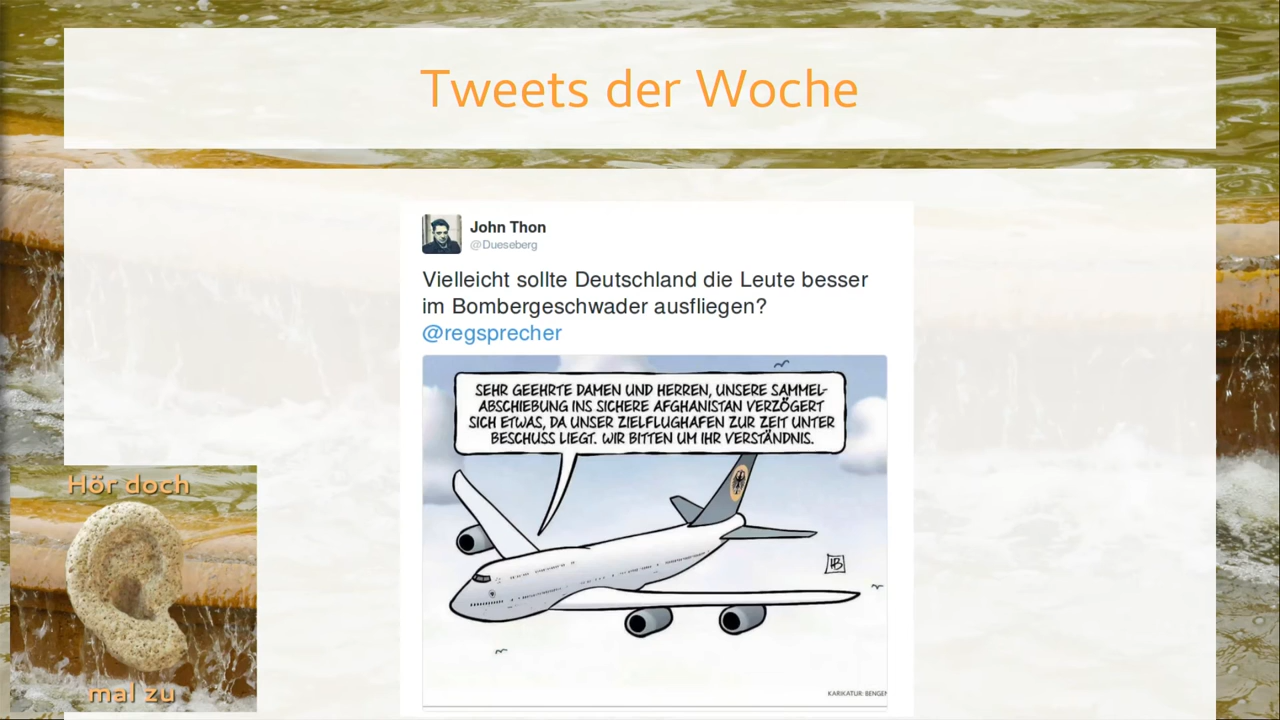 Tweets der Woche
John Thon
@Dueseberg
Vielleicht sollte Deutschland die Leute besser
im Bombergeschwader ausfliegen?
@regsprecher
SEHR GEEHRTE DAMEN UND HERREN, UNSERE SAMMEL-
ABSCHIEBUNG INS SICHERE AFGHANISTAN VERZÖGERT
SICH ETWAS, DA UNSER ZIELFLUGHAFEN ZUR ZEIT UNTER
BESCHUSS LIEGT. WIR BITTEN UM IHR VERSTÄNDNIS.
HB
KARIKATUR: BENGEN
Hör doch
mal zu